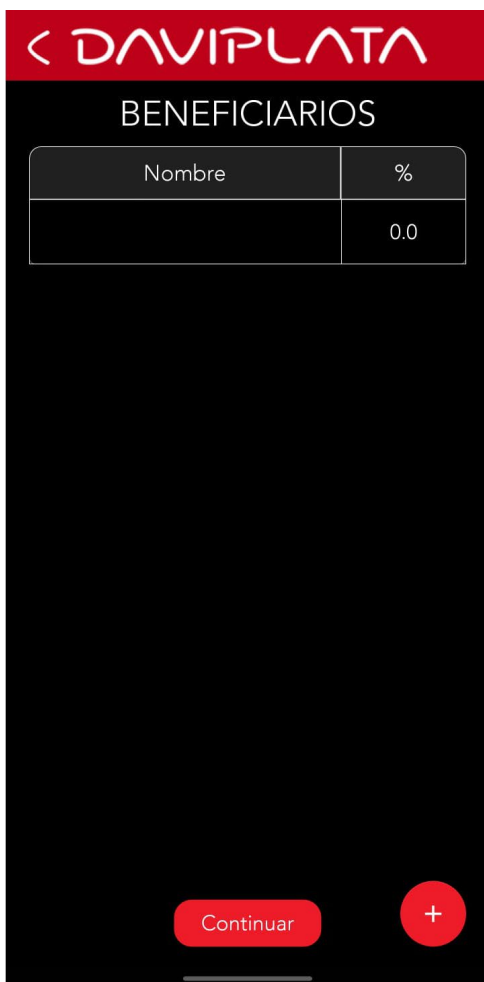 < DAVIPLATA
BENEFICIARIOS
Nombre %
0.0
Continuar +